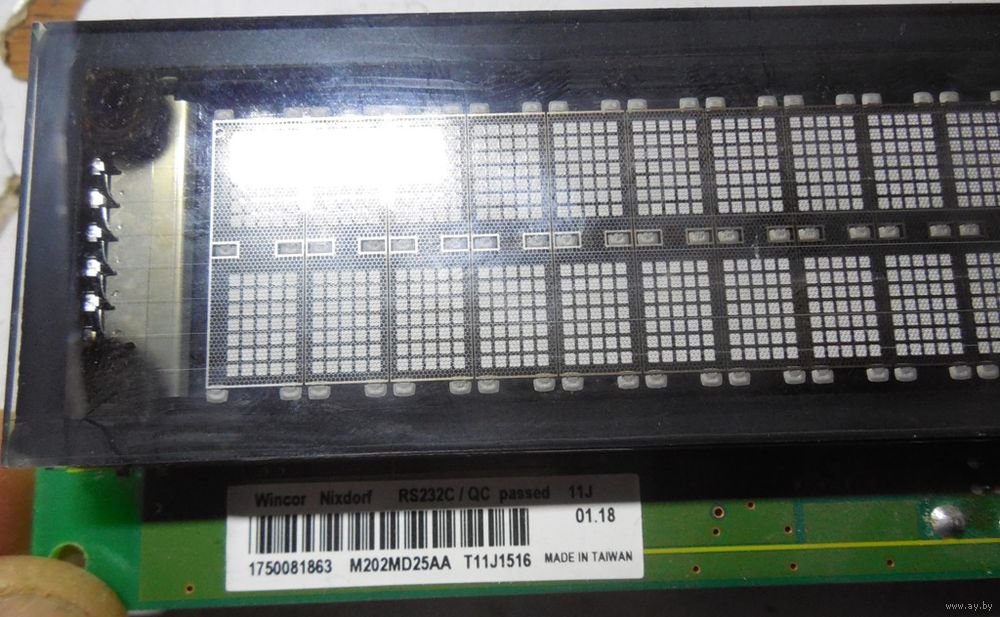 Wincor Nixdorf RS232C / QC passed 11J
01.18
1750081863 M202MD25AA T11J1516 MADE IN TAIWAN
www.ay.by